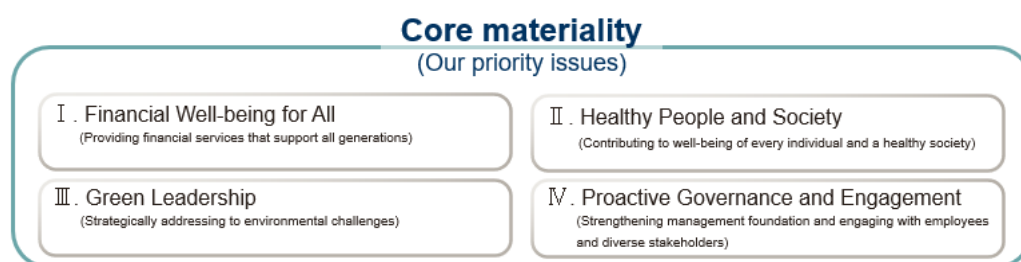 Core materiality
(Our priority issues)
Ⅰ. Financial Well-being for All
(Providing financial services that support all generations)
Ⅱ. Healthy People and Society
(Contributing to well-being of every individual and a healthy society)
Ⅲ. Green Leadership
(Strategically addressing to environmental challenges)
Ⅳ. Proactive Governance and Engagement
(Strengthening management foundation and engaging with employees
and diverse stakeholders)